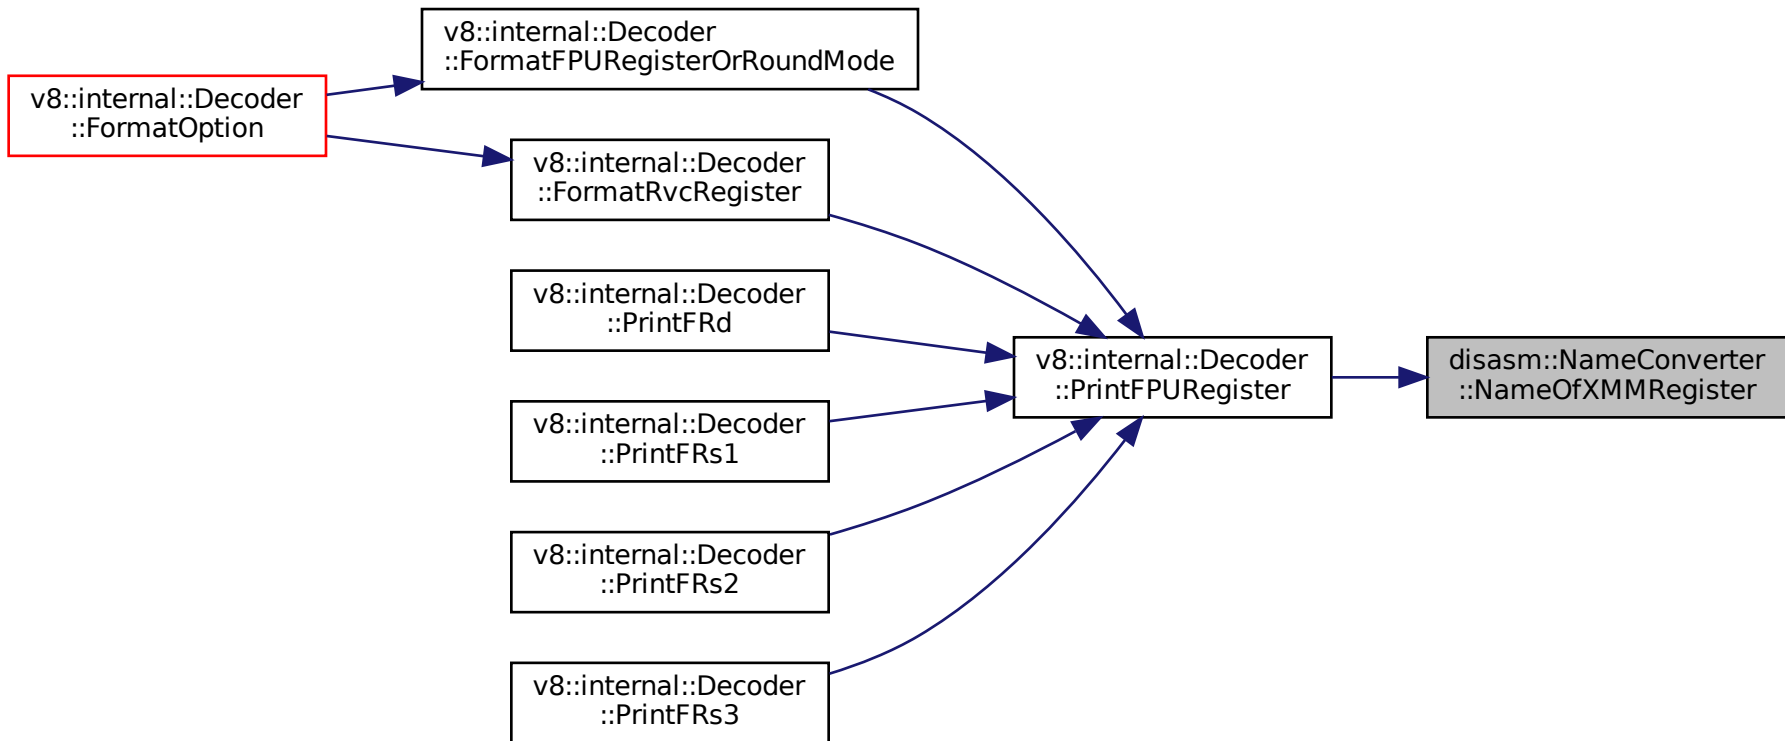 v8::internal::Decoder
::FormatFPURegisterOrRoundMode
v8::internal::Decoder
::FormatOption
v8::internal::Decoder
::FormatRvcRegister
v8::internal::Decoder
::PrintFRd
v8::internal::Decoder
::PrintFPURegister
disasm::NameConverter
::NameOfXMMRegister
v8::internal::Decoder
::PrintFRs1
v8::internal::Decoder
::PrintFRs2
v8::internal::Decoder
::PrintFRs3